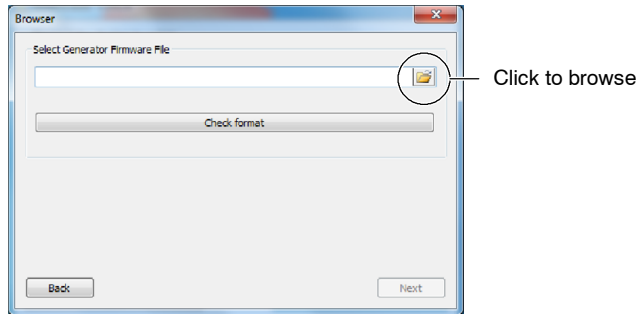 Browser
Select Generator Firmware File
Click to browse
Check format
Back
Next